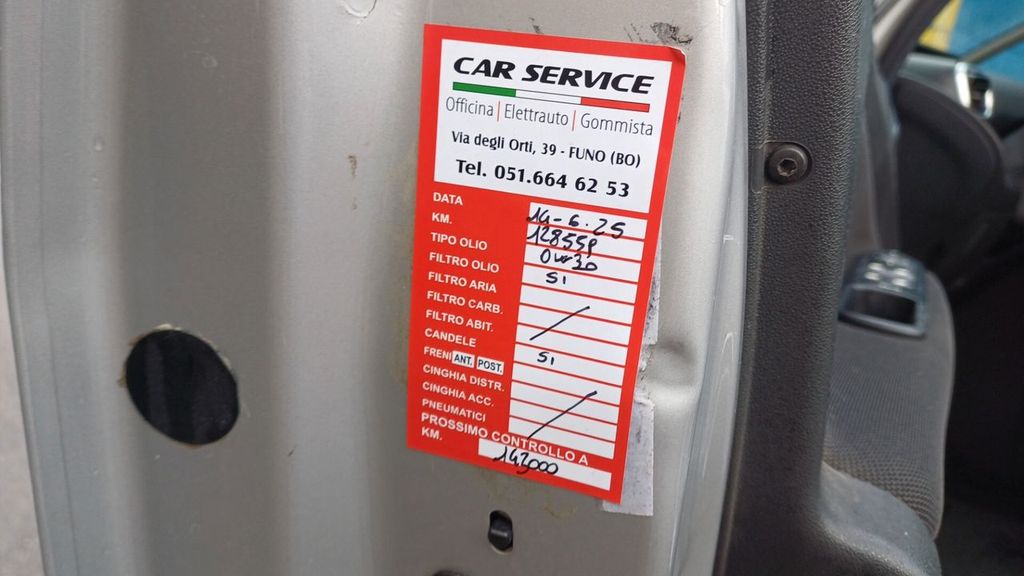 CAR SERVICE
Officina | Elettrauto | Gommista
Via degli Orti, 39 - FUNO (BO)
Tel. 051.664 62 53
DATA 14-6-25
KM.
TIPO OLIO 0w30
FILTRO OLIO SI
FILTRO ARIA
FILTRO CARB.
FILTRO ABIT.
CANDELE SI
FRENI ANT. POST.
CINGHIA DISTR.
CINGHIA ACC.
PNEUMATICI
PROSSIMO CONTROLLO A
KM. 143000